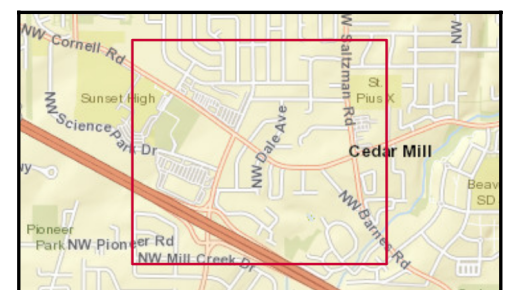 NW Cornell Rd
NW Saltzman Rd
NW
Sunset High
St.
Pius X
NW Science Park Dr
NW Dale Ave
Cedar Mill
Beav
SD
NW Barnes Rd
Pioneer
Park
NW Pioneer Rd
NW Mill Creek Dr